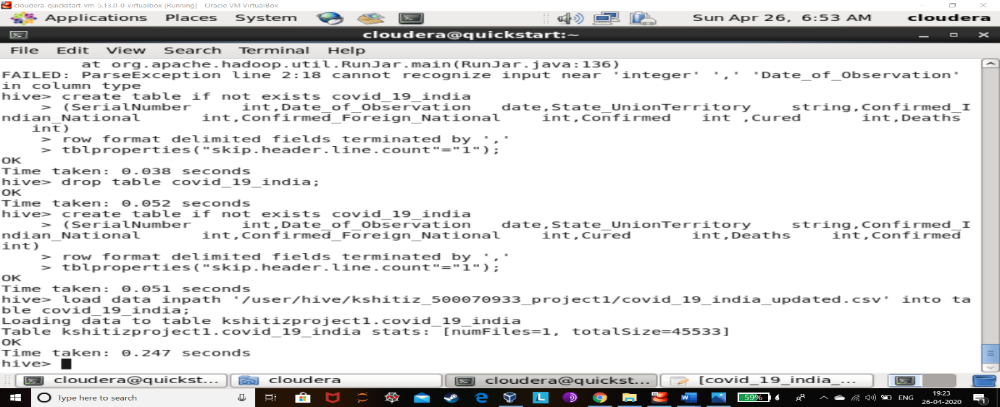 cloudera-quickstart-vm-5.13.0-0-virtualbox [Running] - Oracle VM VirtualBox
Applications Places System Sun Apr 26, 6:53 AM cloudera
cloudera@quickstart:~
File Edit View Search Terminal Help
at org.apache.hadoop.util.RunJar.main(RunJar.java:136)
FAILED: ParseException line 2:18 cannot recognize input near 'integer' ',' 'Date_of_Observation'
in column type
hive> create table if not exists covid_19_india
> (SerialNumber int,Date_of_Observation date,State_UnionTerritory string,Confirmed_I
ndian_National int,Confirmed_Foreign_National int,Confirmed int ,Cured int,Deaths
int)
> row format delimited fields terminated by ','
> tblproperties("skip.header.line.count"="1");
OK
Time taken: 0.038 seconds
hive> drop table covid_19_india;
OK
Time taken: 0.052 seconds
hive> create table if not exists covid_19_india
> (SerialNumber int,Date_of_Observation date,State_UnionTerritory string,Confirmed_I
ndian_National int,Confirmed_Foreign_National int,Cured int,Deaths int,Confirmed
int)
> row format delimited fields terminated by ','
> tblproperties("skip.header.line.count"="1");
OK
Time taken: 0.051 seconds
hive> load data inpath '/user/hive/kshitiz_500070933_project1/covid_19_india_updated.csv' into ta
ble covid_19_india;
Loading data to table kshitizproject1.covid_19_india
Table kshitizproject1.covid_19_india stats: [numFiles=1, totalSize=45533]
OK
Time taken: 0.247 seconds
hive>
cloudera@quickst... cloudera cloudera@quickst... [covid_19_india_...
Type here to search 59% ENG 19:23
26-04-2020